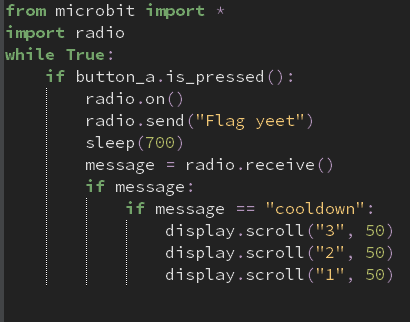 from microbit import *
import radio
while True:
    if button_a.is_pressed():
        radio.on()
        radio.send("Flag yeet")
        sleep(700)
        message = radio.receive()
        if message:
            if message == "cooldown":
                display.scroll("3", 50)
                display.scroll("2", 50)
                display.scroll("1", 50)